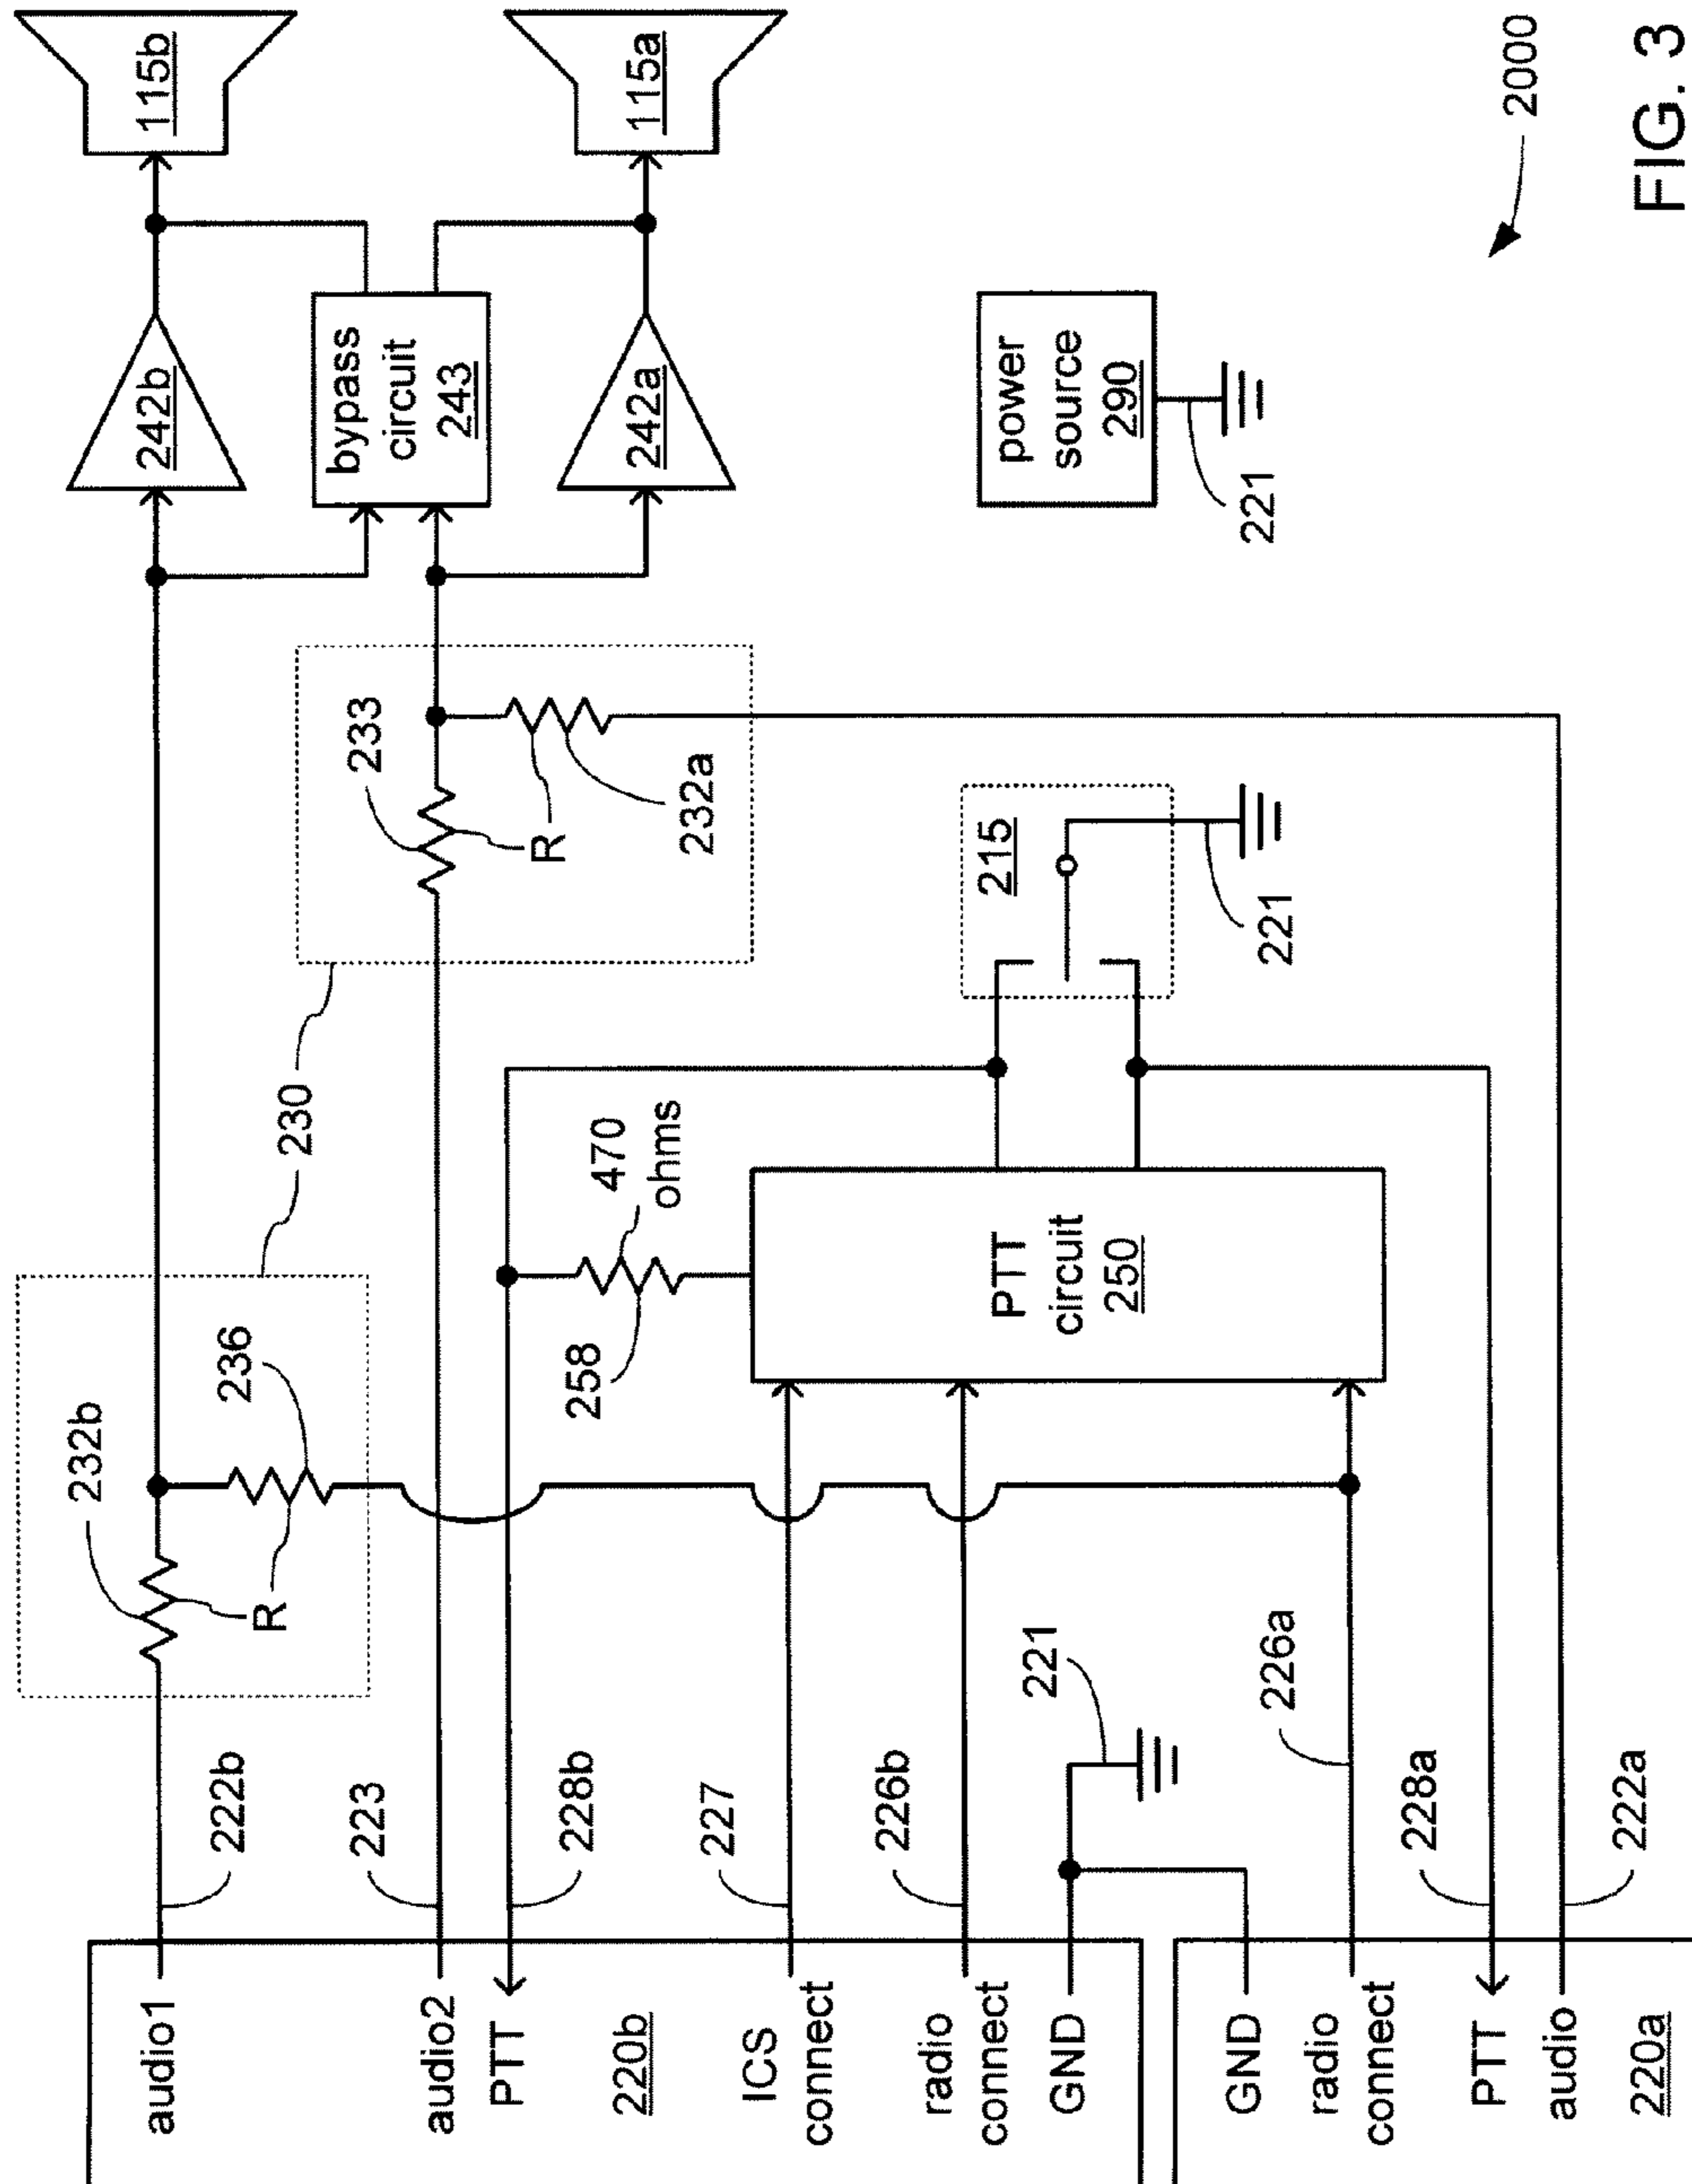 audio1
222b
232b
R
236
230
242b
115b
audio2
223
233
R
232a
bypass
circuit
243
242a
115a
PTT
228b
220b
258
470
ohms
ICS
connect
227
radio
connect
226b
PTT
circuit
250
215
221
power
source
290
221
GND
221
GND
radio
connect
226a
PTT
228a
audio
222a
220a
2000
FIG. 3